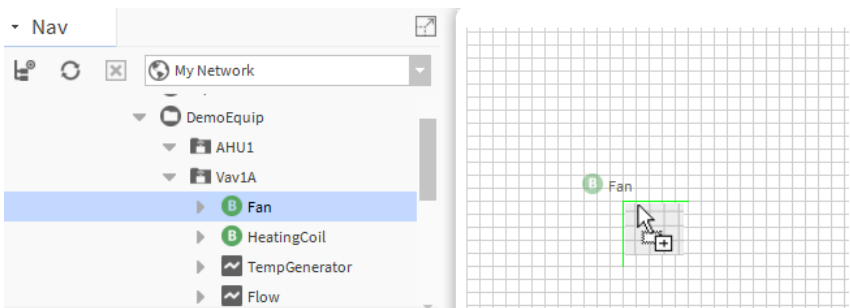 Nav
My Network
DemoEquip
AHU1
Vav1A
B Fan
B HeatingCoil
TempGenerator
Flow
B Fan